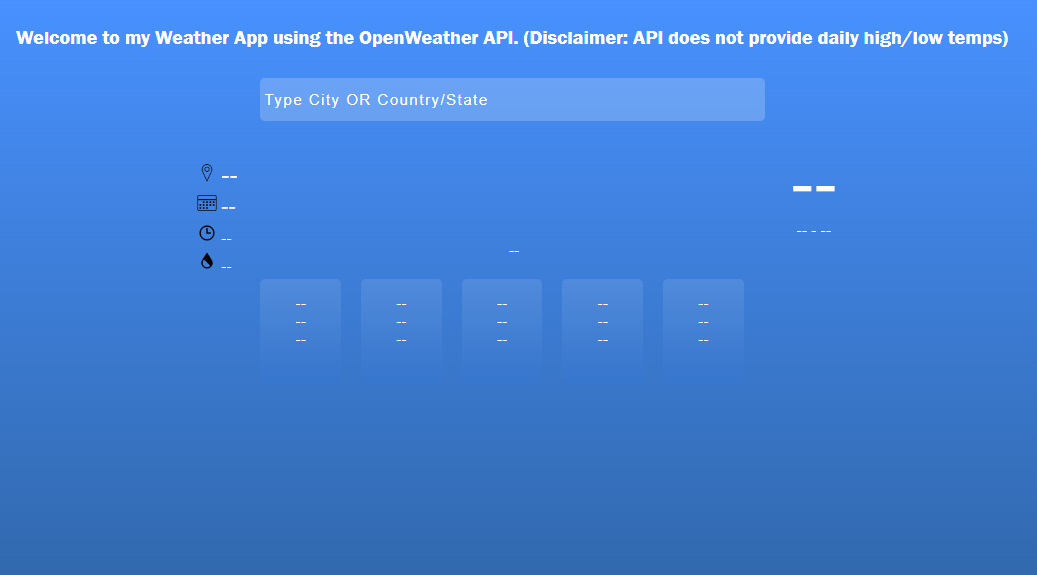 Welcome to my Weather App using the OpenWeather API. (Disclaimer: API does not provide daily high/low temps)
Type City OR Country/State
--
--
--
--
--
-- - --
--
-- -- -- -- --
-- -- -- -- --
-- -- -- -- --